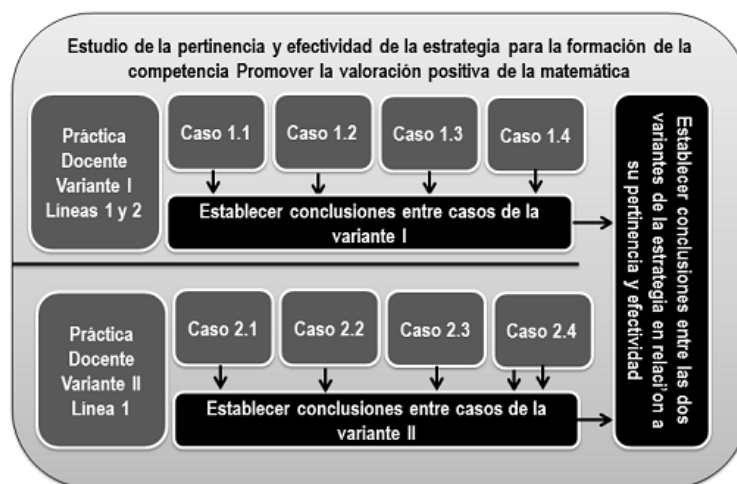 Estudio de la pertinencia y efectividad de la estrategia para la formación de la
competencia Promover la valoración positiva de la matemática
Práctica
Docente
Variante I
Líneas 1 y 2
Caso 1.1
Caso 1.2
Caso 1.3
Caso 1.4
Establecer conclusiones entre casos de la
variante I
Práctica
Docente
Variante II
Línea 1
Caso 2.1
Caso 2.2
Caso 2.3
Caso 2.4
Establecer conclusiones entre casos de la
variante II
Establecer conclusiones entre las dos
variantes de la estrategia en relaci'on a
su pertinencia y efectividad